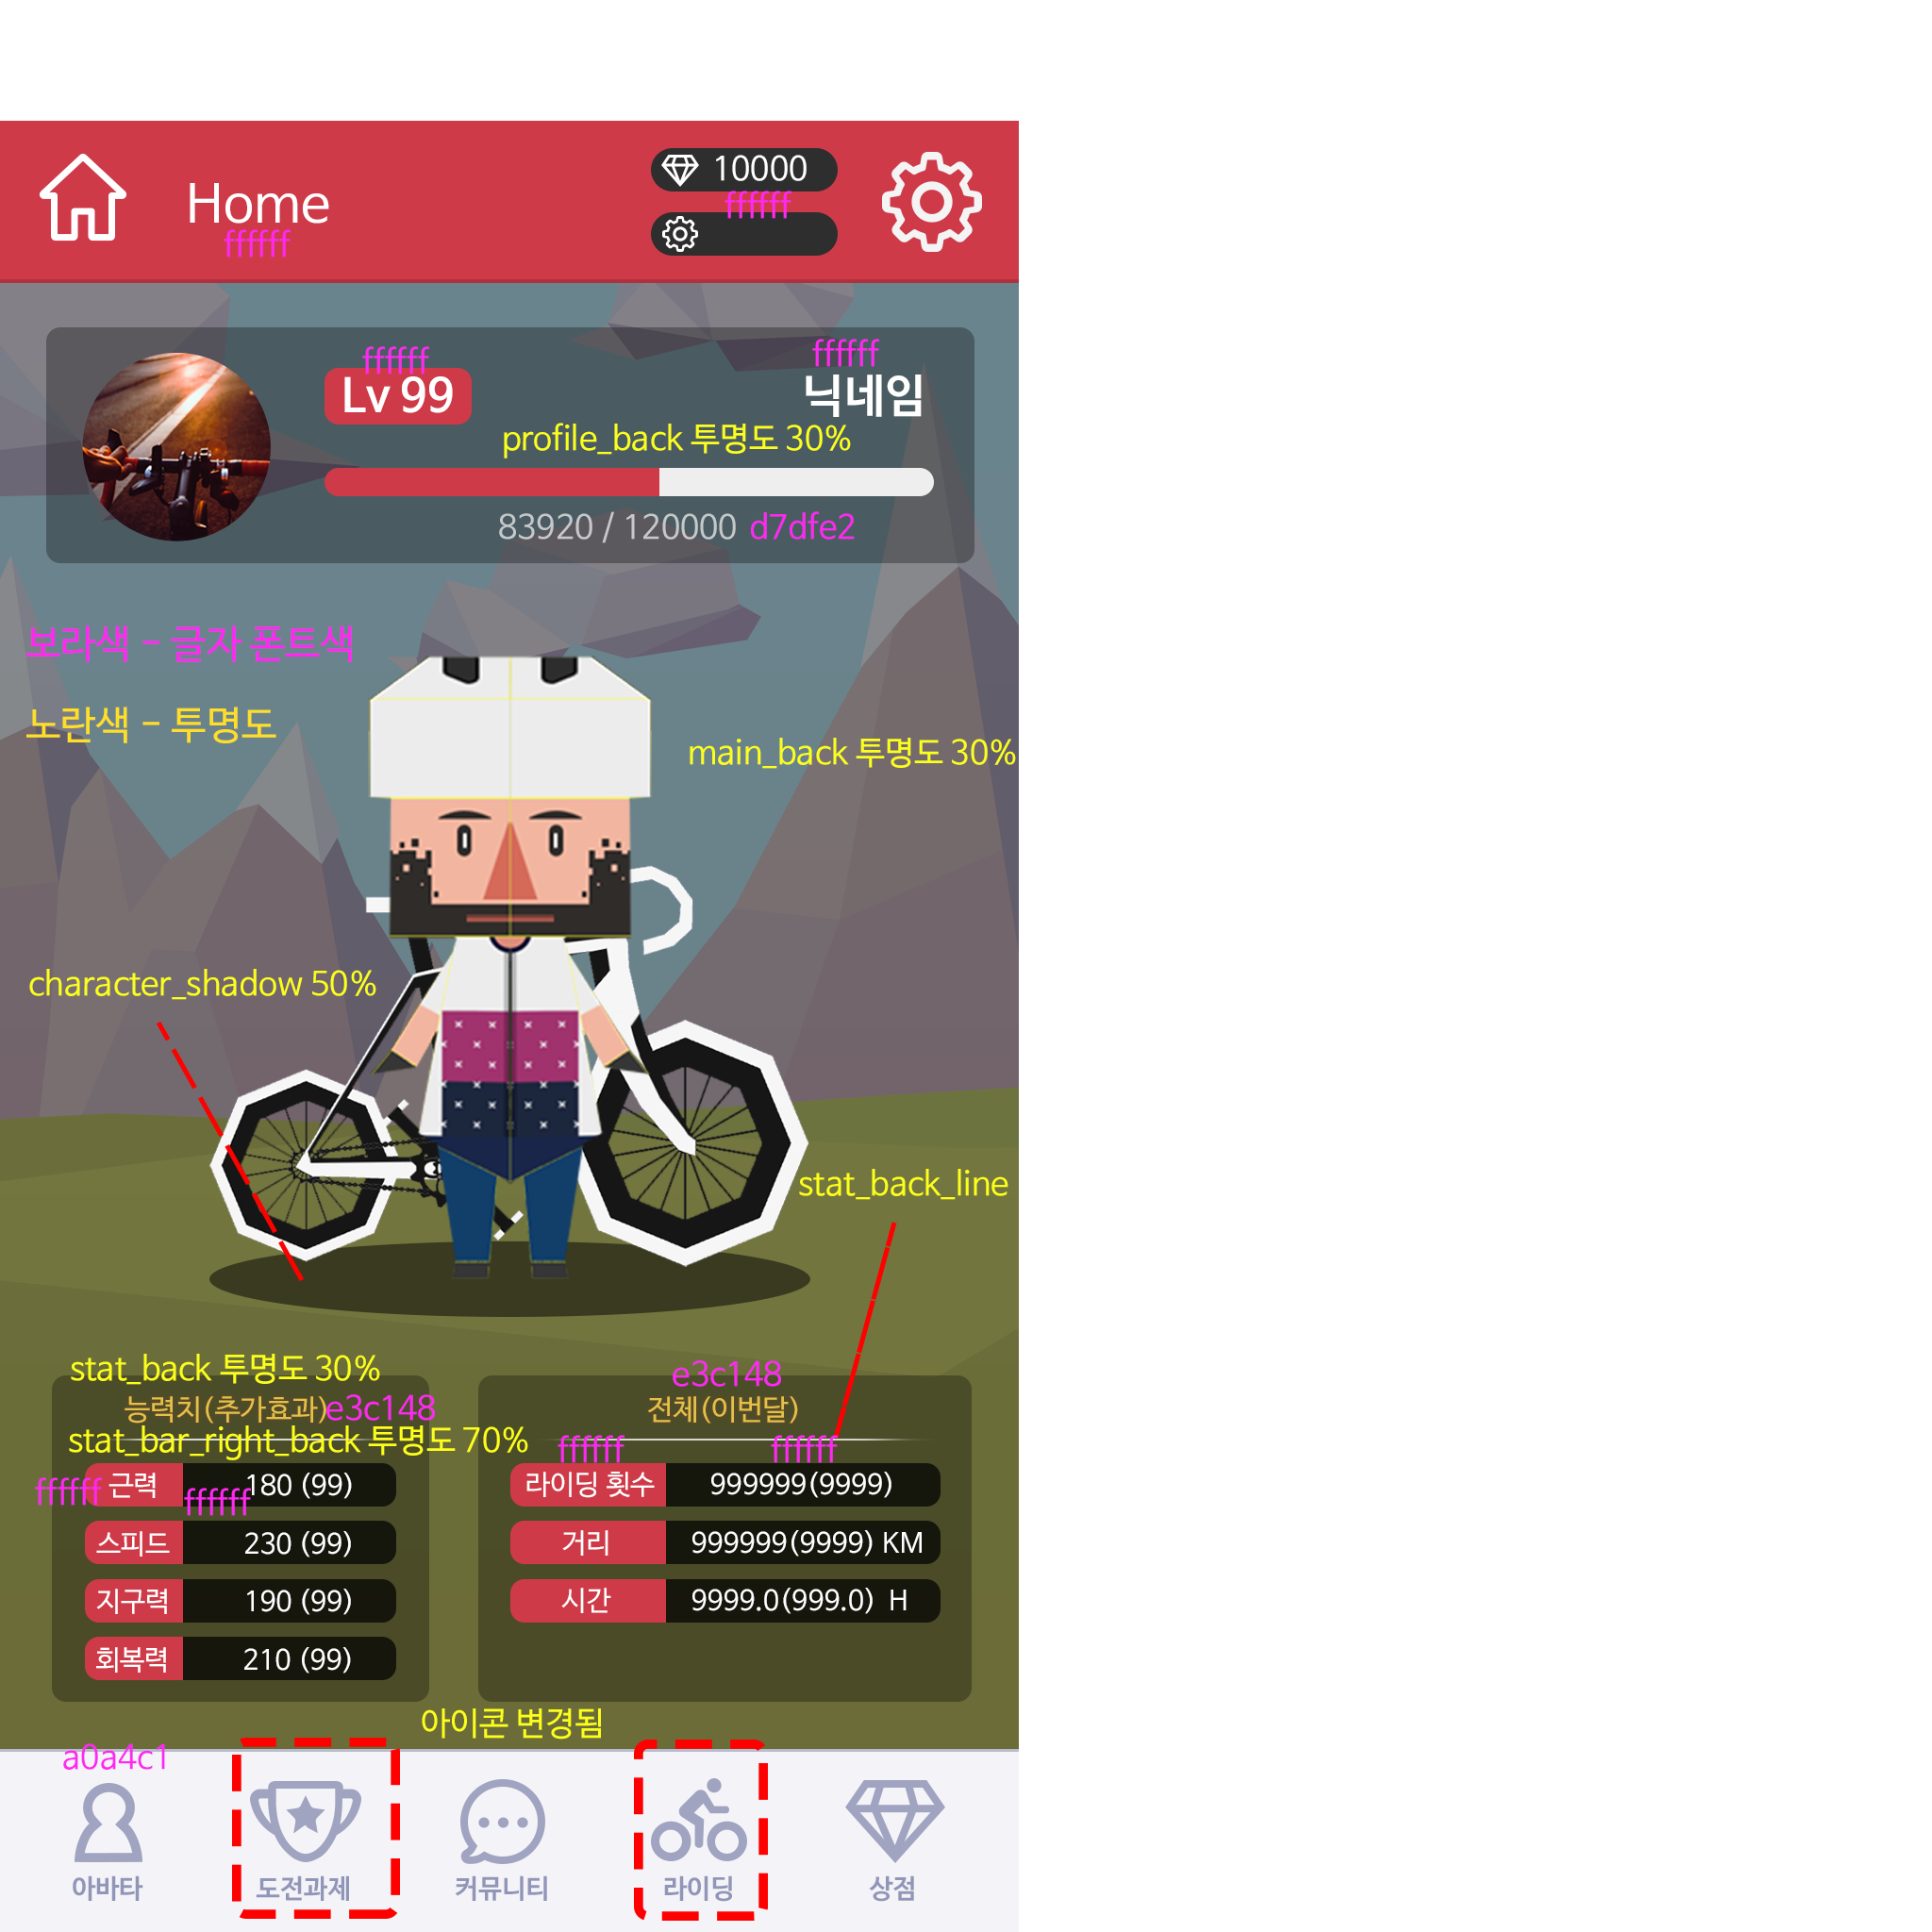 Home
ffffff
10000
ffffff
ffffff
Lv 99
ffffff
닉네임
profile_back 투명도 30%
83920 / 120000 d7dfe2
보라색 - 글자 폰트색
노란색 - 투명도
main_back 투명도 30%
character_shadow 50%
stat_back_line
stat_back 투명도 30%
능력치(추가효과)e3c148
stat_bar_right_back 투명도 70%
ffffff 근력 ffffff 180 (99)
스피드 230 (99)
지구력 190 (99)
회복력 210 (99)
e3c148
전체(이번달)
ffffff ffffff
라이딩 횟수 999999(9999)
거리 999999(9999) KM
시간 9999.0(999.0) H
아이콘 변경됨
a0a4c1
아바타 도전과제 커뮤니티 라이딩 상점